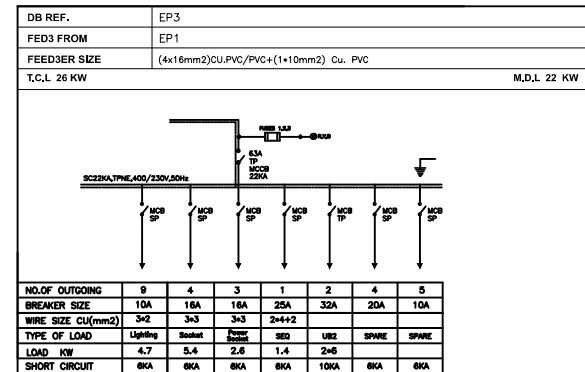 DB REF. EP3
FED3 FROM EP1
FEED3ER SIZE (4x16mm2)CU.PVC/PVC+(1*10mm2) Cu. PVC
T.C.L 26 KW M.D.L 22 KW
FUSES 1,2,3 R,Y,B
63A
TP
MCCB
22KA
SC22KA,TPNE,400/230V,50Hz
MCB MCB MCB MCB MCB MCB MCB
SP SP SP SP TP SP SP
NO.OF OUTGOING 9 4 3 1 2 4 5
BREAKER SIZE 10A 16A 16A 25A 32A 20A 10A
WIRE SIZE CU(mm2) 3*2 3*3 3*3 2*4+2
TYPE OF LOAD Lighting Socket Power Socket SEQ UB2 SPARE SPARE
LOAD KW 4.7 5.4 2.6 1.4 2*6
SHORT CIRCUIT 6KA 6KA 6KA 6KA 10KA 6KA 6KA